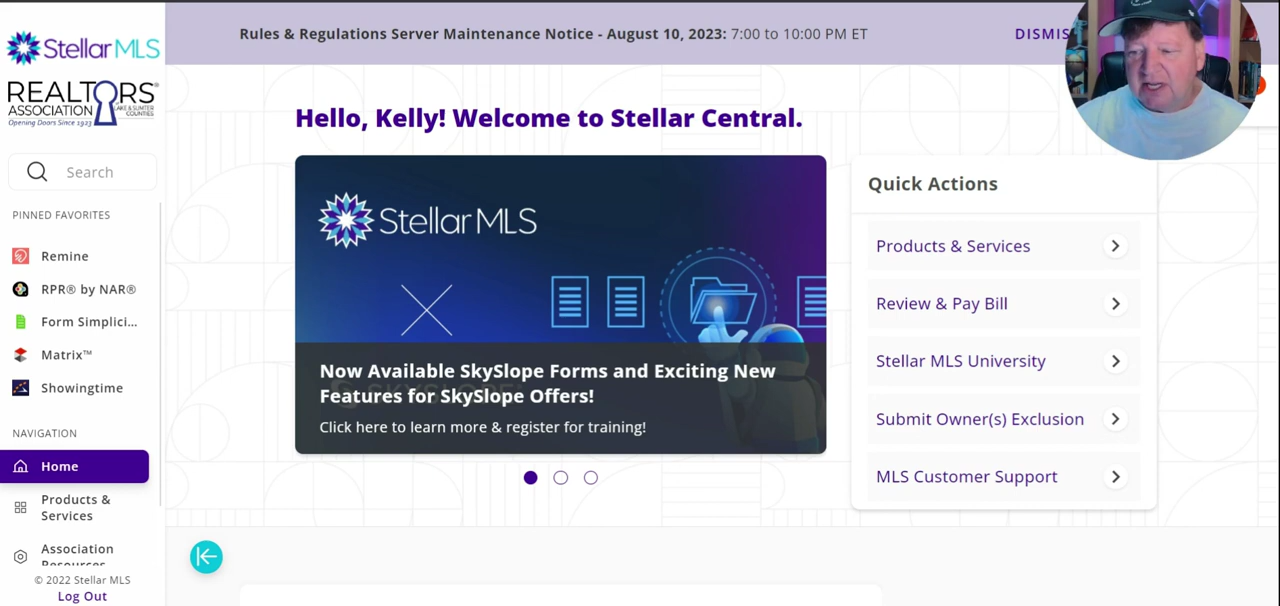 Rules & Regulations Server Maintenance Notice - August 10, 2023: 7:00 to 10:00 PM ET
DISMIS
StellarMLS
REALTORS®
ASSOCIATION LAKE & SUMTER COUNTIES
Opening Doors Since 1923
Search
PINNED FAVORITES
Remine
RPR® by NAR®
Form Simplici...
Matrix™
Showingtime
NAVIGATION
Home
Products &
Services
Association
Resources
© 2022 Stellar MLS
Log Out
Hello, Kelly! Welcome to Stellar Central.
StellarMLS
SKYSLOPE
Now Available SkySlope Forms and Exciting New
Features for SkySlope Offers!
Click here to learn more & register for training!
Quick Actions
Products & Services
Review & Pay Bill
Stellar MLS University
Submit Owner(s) Exclusion
MLS Customer Support